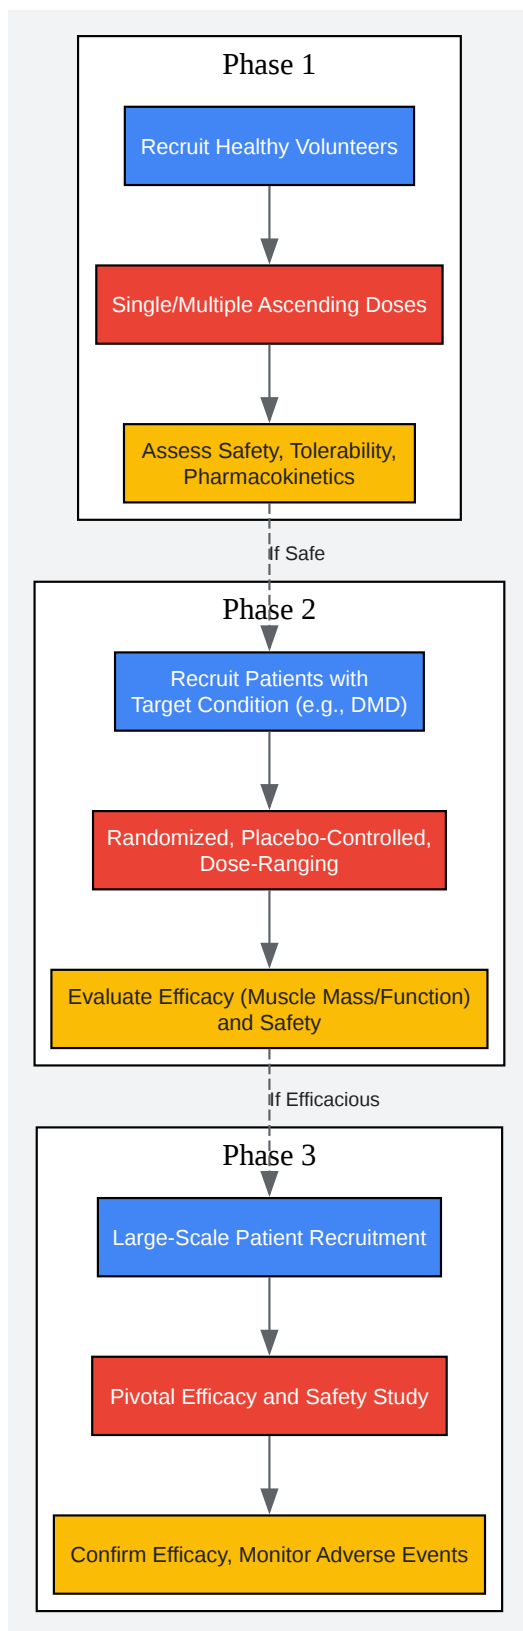 Phase 1
Recruit Healthy Volunteers
Single/Multiple Ascending Doses
Assess Safety, Tolerability,
Pharmacokinetics
If Safe
Phase 2
Recruit Patients with
Target Condition (e.g., DMD)
Randomized, Placebo-Controlled,
Dose-Ranging
Evaluate Efficacy (Muscle Mass/Function)
and Safety
If Efficacious
Phase 3
Large-Scale Patient Recruitment
Pivotal Efficacy and Safety Study
Confirm Efficacy, Monitor Adverse Events